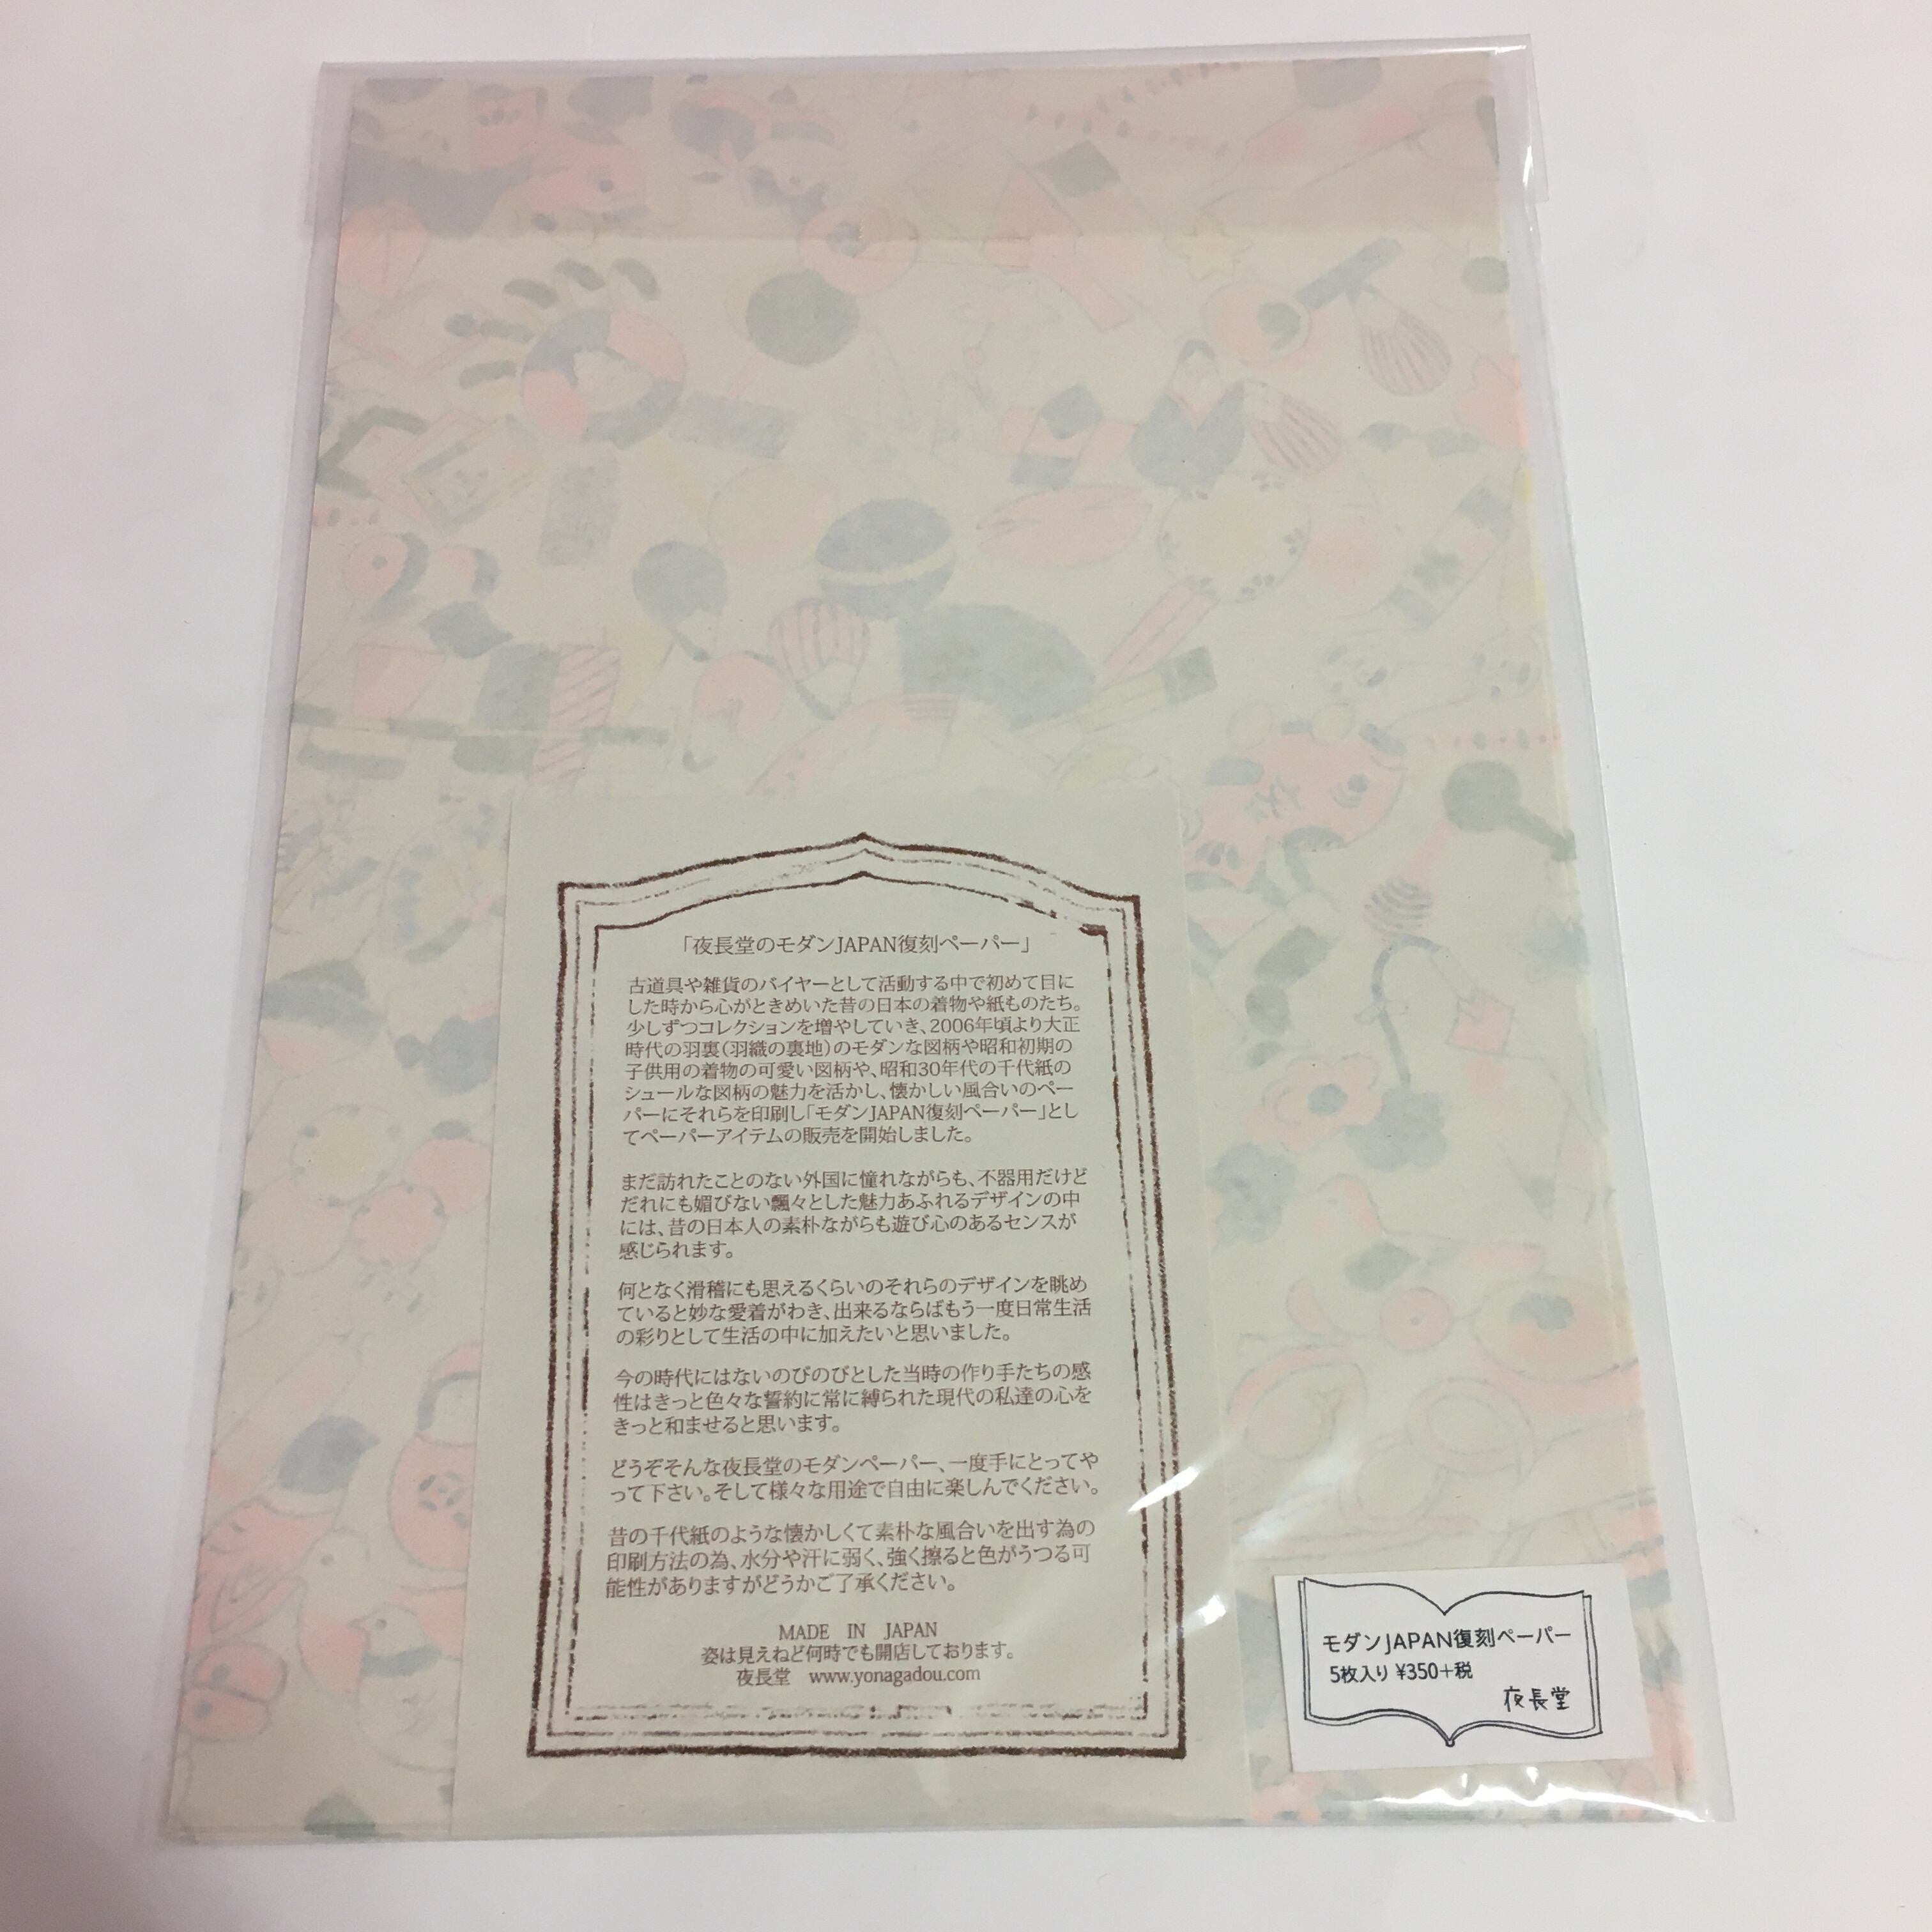 「夜長堂のモダンJAPAN復刻ペーパー」
古道具や雑貨のバイヤーとして活動する中で初めて目に
した時から心がときめいた昔の日本の着物や紙ものたち。
少しずつコレクションを増やしていき、2006年頃より大正
時代の羽裏(羽織の裏地)のモダンな図柄や昭和初期の
子供用の着物の可愛い図柄や、昭和30年代の千代紙の
シュールな図柄の魅力を活かし、懐かしい風合いのペー
パーにそれらを印刷し「モダンJAPAN復刻ペーパー」とし
てペーパーアイテムの販売を開始しました。
まだ訪れたことのない外国に憧れながらも、不器用だけど
だれにも媚びない飄々とした魅力あふれるデザインの中
には、昔の日本人の素朴ながらも遊び心のあるセンスが
感じられます。
何となく滑稽にも思えるくらいのそれらのデザインを眺め
ていると妙な愛着がわき、出来るならばもう一度日常生活
の彩りとして生活の中に加えたいと思いました。
今の時代にはないのびのびとした当時の作り手たちの感
性はきっと色々な誓約に常に縛られた現代の私達の心を
きっと和ませると思います。
どうぞそんな夜長堂のモダンペーパー、一度手にとってや
って下さい。そして様々な用途で自由に楽しんでください。
昔の千代紙のような懐かしくて素朴な風合いを出す為の
印刷方法の為、水分や汗に弱く、強く擦ると色がうつる可
能性がありますがどうかご了承ください。
MADE IN JAPAN
姿は見えねど何時でも開店しております。
夜長堂 www.yonagadou.com
モダンJAPAN復刻ペーパー
5枚入り ¥350+税
夜長堂